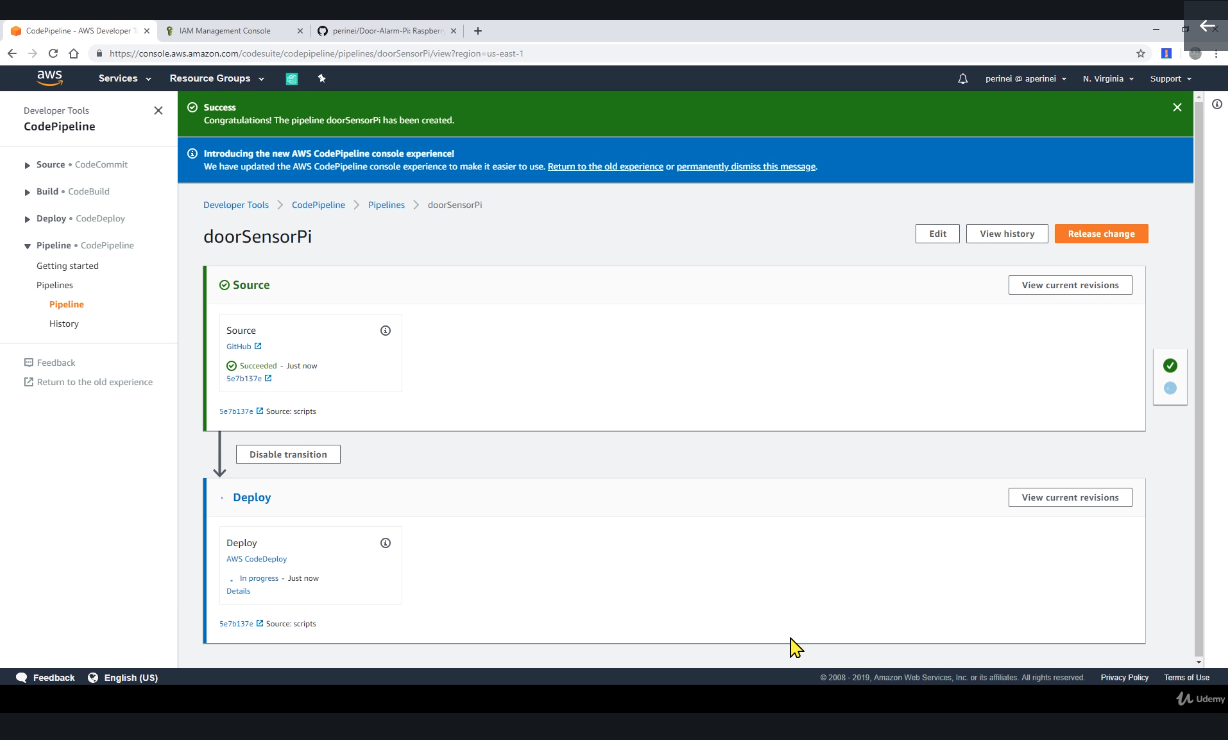 CodePipeline - AWS Developer T
IAM Management Console
perinei/Door-Alarm-Pi: Raspberry
https://console.aws.amazon.com/codesuite/codepipeline/pipelines/doorSensorPi/view?region=us-east-1
aws
Services
Resource Groups
perinei @ aperinei
N. Virginia
Support
Developer Tools
CodePipeline
Source • CodeCommit
Build • CodeBuild
Deploy • CodeDeploy
Pipeline • CodePipeline
Getting started
Pipelines
Pipeline
History
Feedback
Return to the old experience
Success
Congratulations! The pipeline doorSensorPi has been created.
Introducing the new AWS CodePipeline console experience!
We have updated the AWS CodePipeline console experience to make it easier to use. Return to the old experience or permanently dismiss this message.
Developer Tools > CodePipeline > Pipelines > doorSensorPi
doorSensorPi
Edit
View history
Release change
Source
View current revisions
Source
GitHub
Succeeded - Just now
5e7b137e
5e7b137e Source: scripts
Disable transition
Deploy
View current revisions
Deploy
AWS CodeDeploy
In progress - Just now
Details
5e7b137e Source: scripts
Feedback
English (US)
© 2008 - 2019, Amazon Web Services, Inc. or its affiliates. All rights reserved.
Privacy Policy
Terms of Use
Udemy